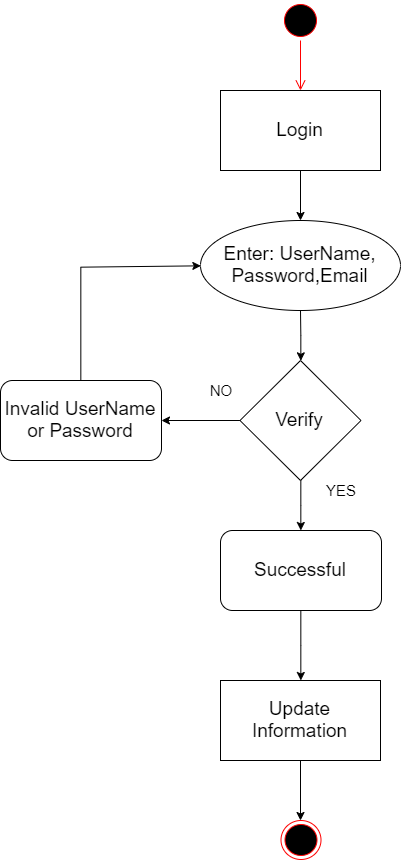 Login
Enter: UserName,
Password,Email
NO
Invalid UserName
or Password
Verify
YES
Successful
Update
Information